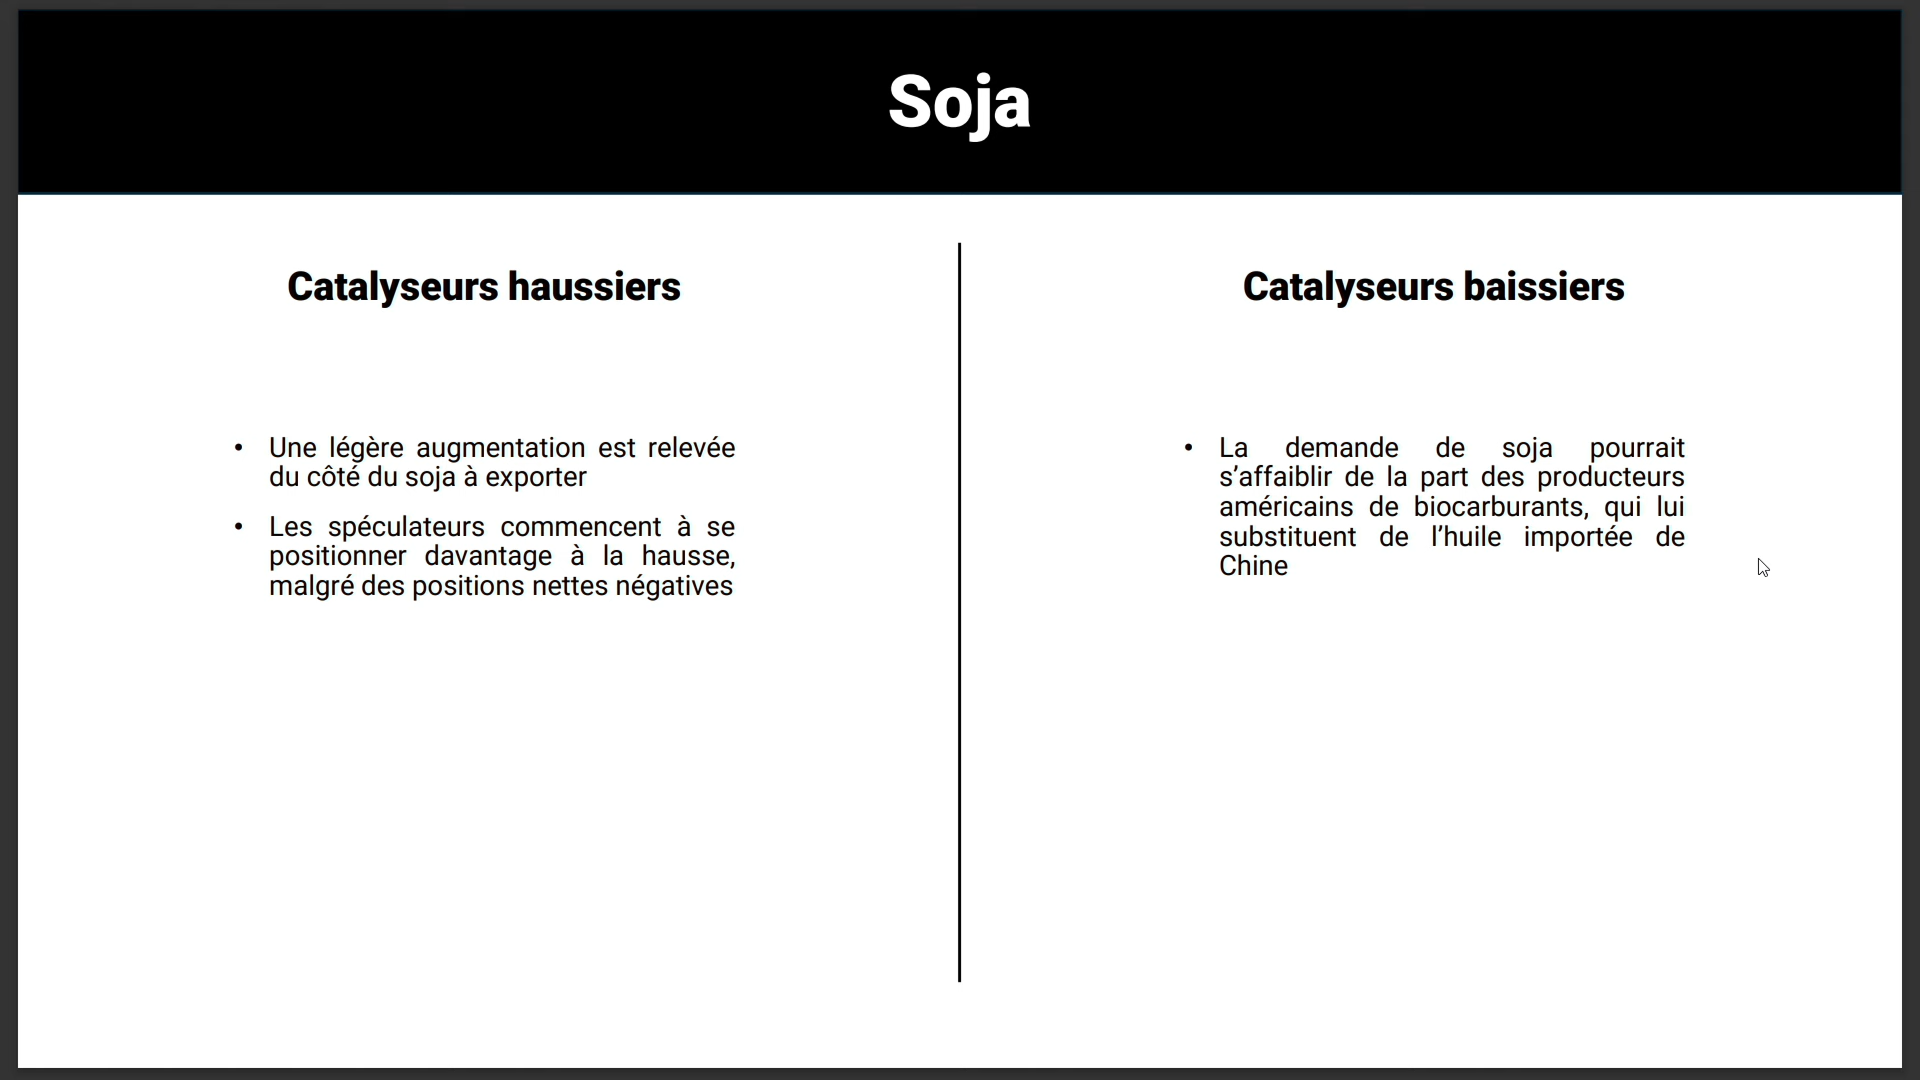 Soja
Catalyseurs haussiers
• Une légère augmentation est relevée
du côté du soja à exporter
• Les spéculateurs commencent à se
positionner davantage à la hausse,
malgré des positions nettes négatives
Catalyseurs baissiers
• La demande de soja pourrait
s’affaiblir de la part des producteurs
américains de biocarburants, qui lui
substituent de l’huile importée de
Chine